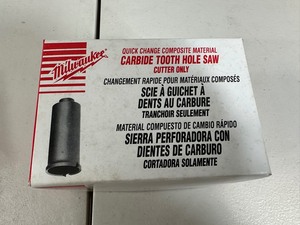 Milwaukee
QUICK CHANGE COMPOSITE MATERIAL
CARBIDE TOOTH HOLE SAW
CUTTER ONLY
CHANGEMENT RAPIDE POUR MATÉRIAUX COMPOSÉS
SCIE À GUICHET À
DENTS AU CARBURE
TRANCHOIR SEULEMENT
MATERIAL COMPUESTO DE CAMBIO RÁPIDO
SIERRA PERFORADORA CON
DIENTES DE CARBURO
CORTADORA SOLAMENTE